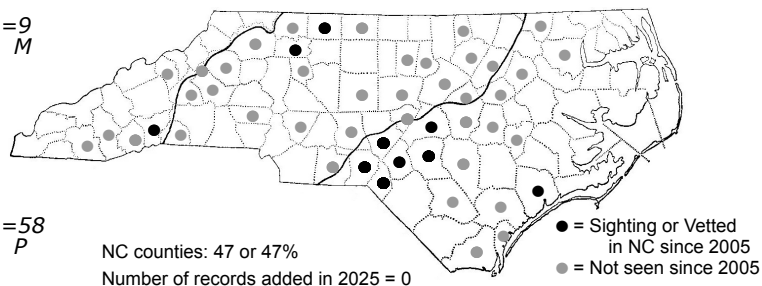 =9
M
=58
P
NC counties: 47 or 47%
Number of records added in 2025 = 0
= Sighting or Vetted
in NC since 2005
= Not seen since 2005